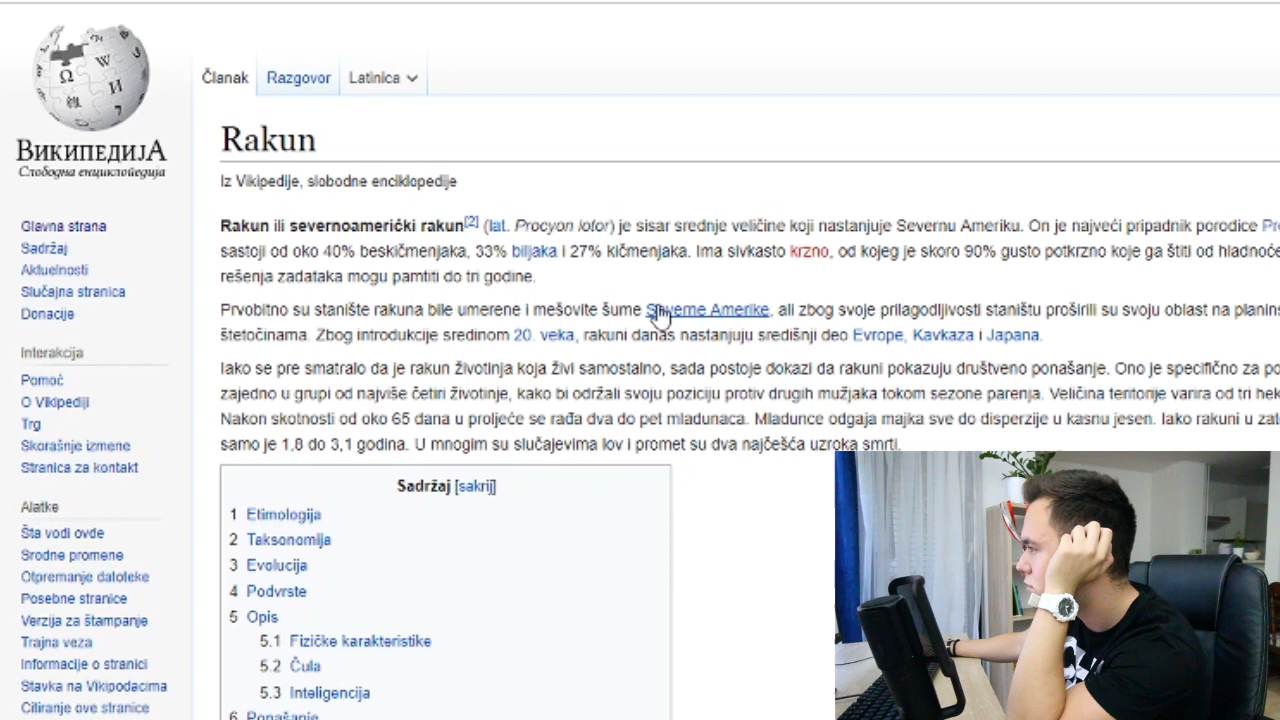 ВикипедијА
Слободна енциклопедија
Članak Razgovor Latinica
Rakun
Iz Vikipedije, slobodne enciklopedije
Rakun ili severnoamerički rakun[2] (lat. Procyon lotor) je sisar srednje veličine koji nastanjuje Severnu Ameriku. On je najveći pripadnik porodice
sastoji od oko 40% beskičmenjaka, 33% biljaka i 27% kičmenjaka. Ima sivkasto krzno, od kojeg je skoro 90% gusto potkrzno koje ga štiti od hladnoće
rešenja zadataka mogu pamtiti do tri godine.
Prvobitno su stanište rakuna bile umerene i mešovite šume Severne Amerike, ali zbog svoje prilagodljivosti staništu proširili su svoju oblast na
štetočinama. Zbog introdukcije sredinom 20. veka, rakuni danas nastanjuju središnji deo Evrope, Kavkaza i Japana.
Iako se pre smatralo da je rakun životinja koja živi samostalno, sada postoje dokazi da rakuni pokazuju društveno ponašanje. Ono je specifično za
zajedno u grupi od najviše četiri životinje, kako bi održali svoju poziciju protiv drugih mužjaka tokom sezone parenja. Veličina teritorije varira od tri
Nakon skotnosti od oko 65 dana u proljeće se rađa dva do pet mladunaca. Mladunce odgaja majka sve do disperzije u kasnu jesen. Iako rakuni u
samo je 1,8 do 3,1 godina. U mnogim su slučajevima lov i promet su dva najčešća uzroka smrti.
Glavna strana
Sadržaj
Aktuelnosti
Slučajna stranica
Donacije
Interakcija
Pomoć
O Vikipediji
Trg
Skorašnje izmene
Stranica za kontakt
Alatke
Šta vodi ovde
Srodne promene
Otpremanje datoteke
Posebne stranice
Verzija za štampanje
Trajna veza
Informacije o stranici
Stavka na Vikipodacima
Citiranje ove stranice
Sadržaj [sakrij]
1 Etimologija
2 Taksonomija
3 Evolucija
4 Podvrste
5 Opis
5.1 Fizičke karakteristike
5.2 Čula
5.3 Inteligencija
6 Ponašanje